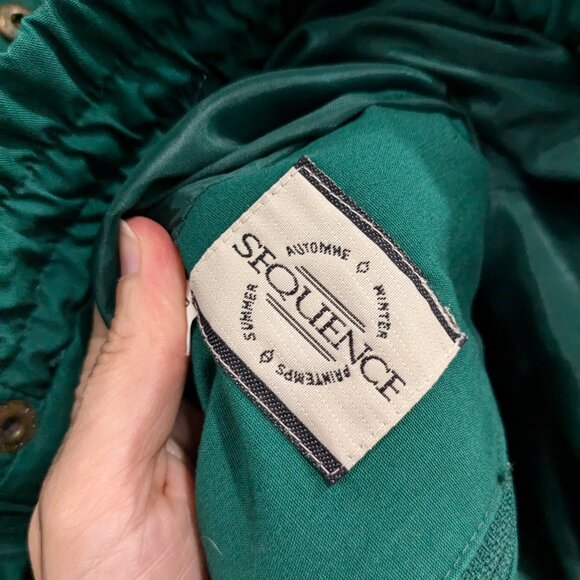 AUTOMNE
WINTER
SEQUENCE
SUMMER
PRINTEMPS